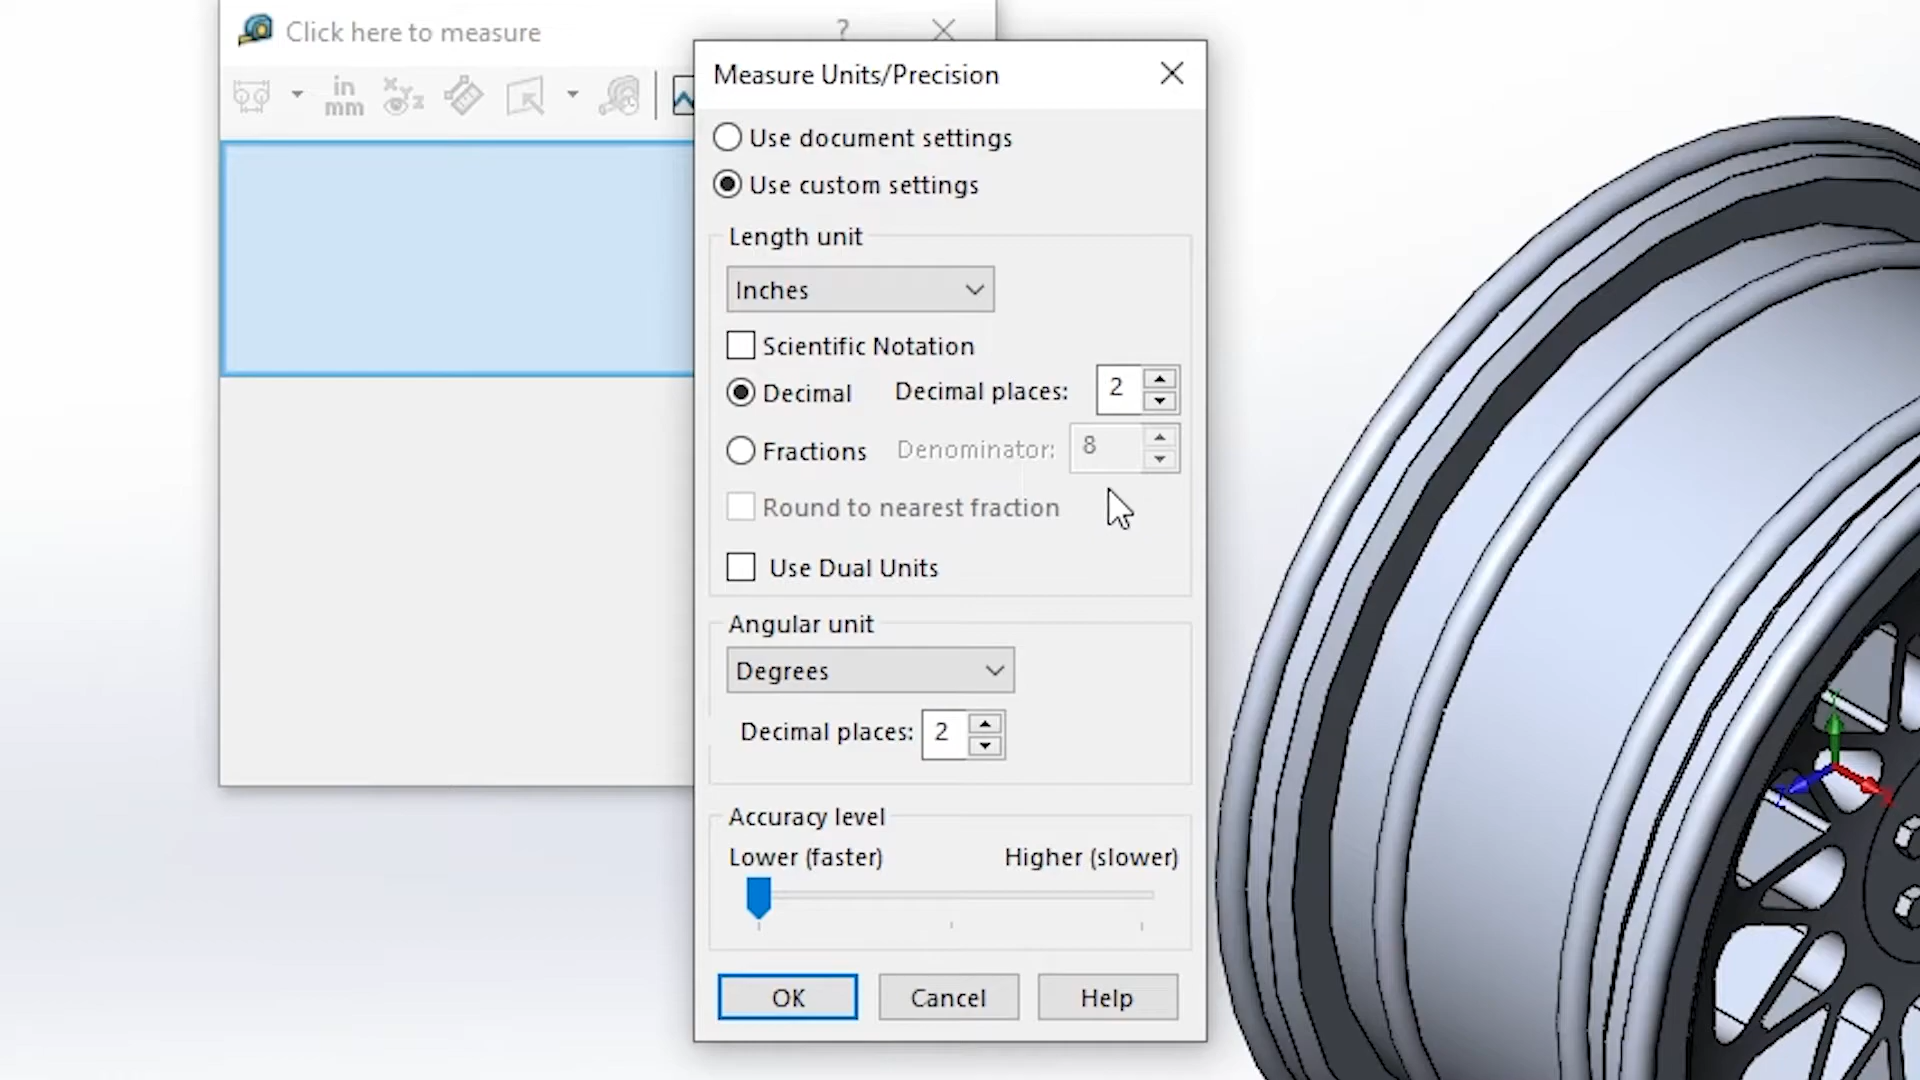 Click here to measure
?
in
mm
XYZ
Measure Units/Precision
Use document settings
Use custom settings
Length unit
Inches
Scientific Notation
Decimal Decimal places: 2
Fractions Denominator: 8
Round to nearest fraction
Use Dual Units
Angular unit
Degrees
Decimal places: 2
Accuracy level
Lower (faster) Higher (slower)
OK Cancel Help